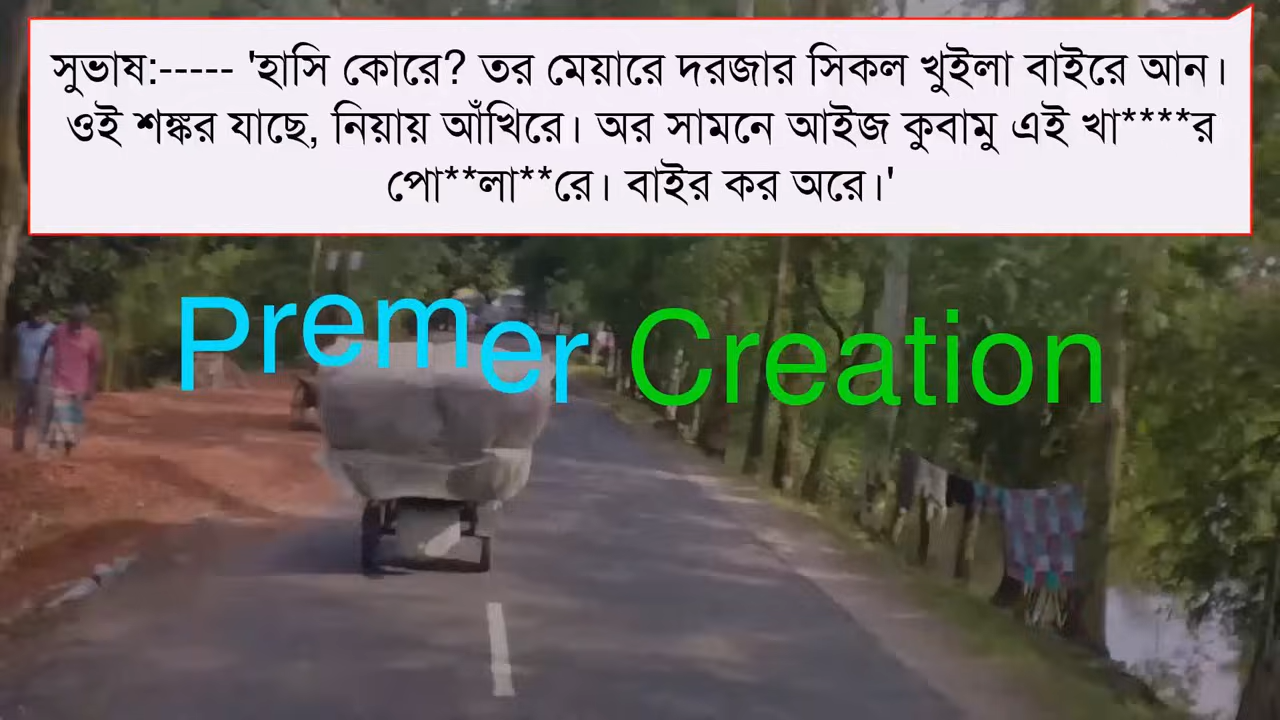 সুভাষ:----- 'হাসি কোরে? তর মেয়ারে দরজার সিকল খুইলা বাইরে আন।
ওই শঙ্কর যাছে, নিয়ায় আঁখিরে। অর সামনে আইজ কুবামু এই খা****র
পো**লা**রে। বাইর কর অরে।'
Premer Creation